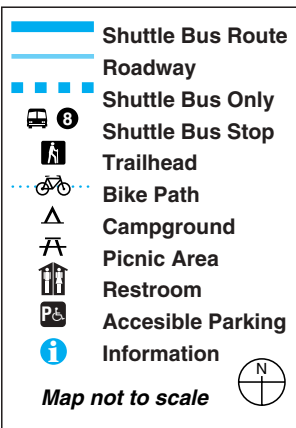 Shuttle Bus Route
Roadway
Shuttle Bus Only
8 Shuttle Bus Stop
Trailhead
Bike Path
Campground
Picnic Area
Restroom
P Accesible Parking
i Information
Map not to scale N